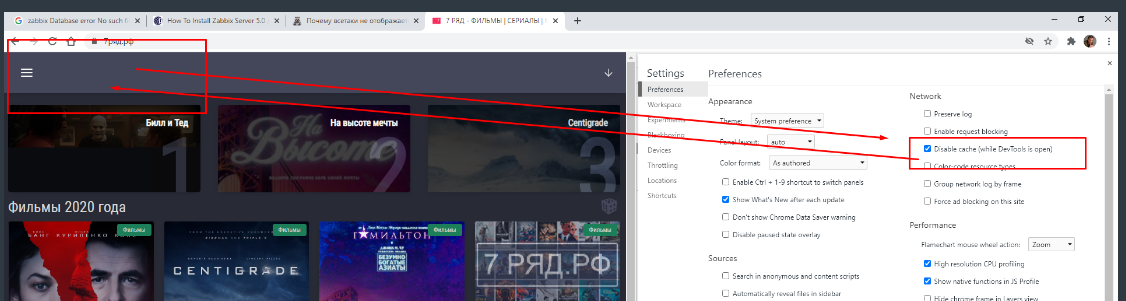 zabbix Database error No such fi
How To Install Zabbix Server 5.0
Почему всетаки не отображает
7 РЯД - ФИЛЬМЫ | СЕРИАЛЫ |
7ряд.рф
Билл и Тед
1
На высоте мечты
2
Centigrade
3
Фильмы 2020 года
Фильмы
Фильмы
Фильмы
Фильмы
CENTIGRADE
ГАМИЛЬТОН
БЕЗУМНО
БОГАТЫЕ
АЗИАТЫ
7 РЯД.РФ
Settings
Preferences
Workspace
Experiments
Blackboxing
Devices
Throttling
Locations
Shortcuts
Preferences
Appearance
Theme:
System preference
Panel layout:
auto
Color format:
As authored
Enable Ctrl + 1-9 shortcut to switch panels
Show What's New after each update
Don't show Chrome Data Saver warning
Disable paused state overlay
Sources
Search in anonymous and content scripts
Automatically reveal files in sidebar
Network
Preserve log
Enable request blocking
Disable cache (while DevTools is open)
Color-code resource types
Group network log by frame
Force ad blocking on this site
Performance
Flamechart mouse wheel action:
Zoom
High resolution CPU profiling
Show native functions in JS Profile
Hide chrome frame in Layers view